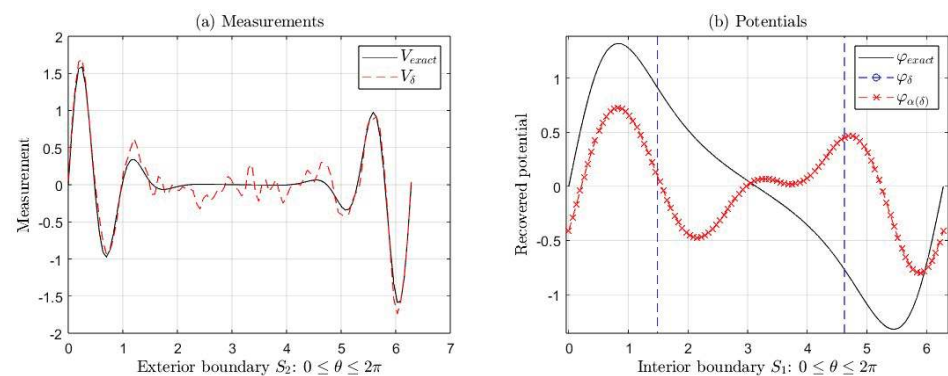 (a) Measurements
2
1.5
1
0.5
0
-0.5
-1
-1.5
-2
Measurement
V_exact
V_δ
0 1 2 3 4 5 6 7
Exterior boundary S_2: 0 ≤ θ ≤ 2π
(b) Potentials
1
0.5
0
-0.5
-1
Recovered potential
φ_exact
φ_δ
φ_α(δ)
0 1 2 3 4 5 6
Interior boundary S_1: 0 ≤ θ ≤ 2π